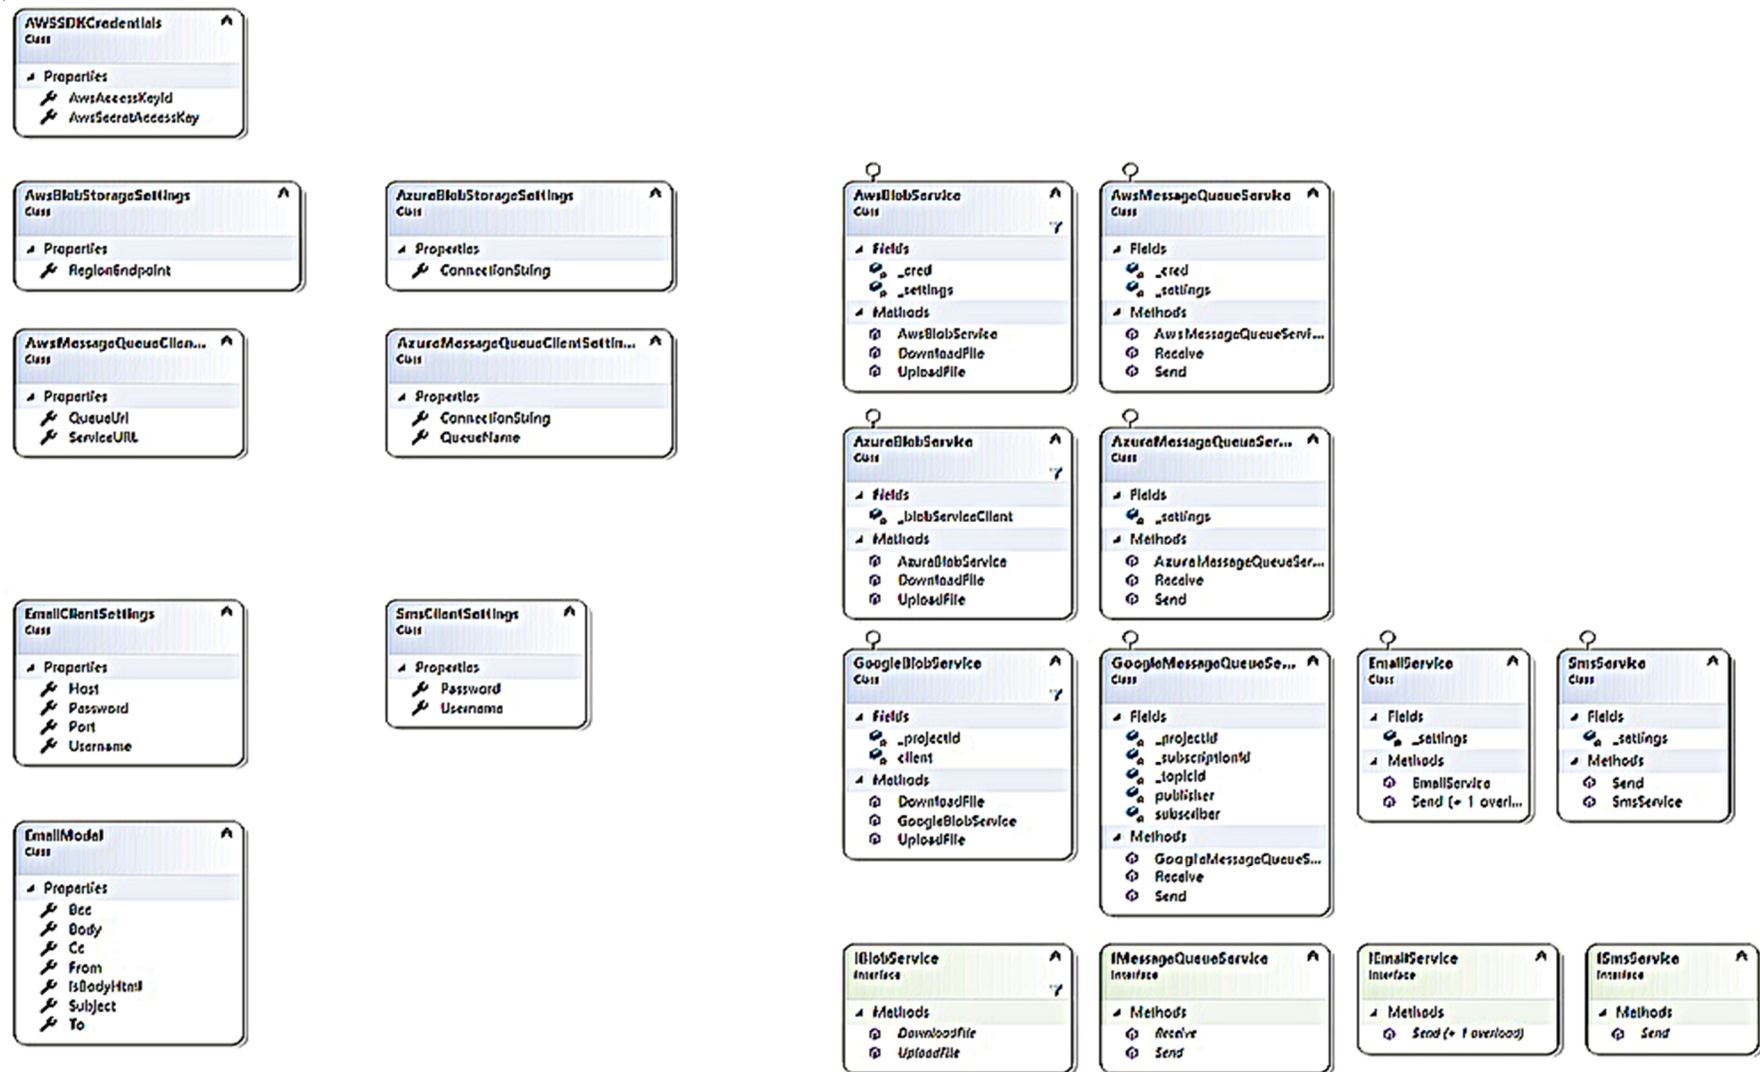 AWSSDKCredentials
Class
Properties
AwsAccessKeyId
AwsSecretAccessKey
AwsBlobStorageSettings
Class
Properties
RegionEndpoint
AzureBlobStorageSettings
Class
Properties
ConnectionString
AwsMessageQueueClien...
Class
Properties
QueueUrl
ServiceURL
AzureMessageQueueClientSettin...
Class
Properties
ConnectionString
QueueName
EmailClientSettings
Class
Properties
Host
Password
Port
Username
SmsClientSettings
Class
Properties
Password
Username
EmailModel
Class
Properties
Bcc
Body
Cc
From
IsBodyHtml
Subject
To
AwsBlobService
Class
Fields
_cred
_settings
Methods
AwsBlobService
DownloadFile
UploadFile
AwsMessageQueueService
Class
Fields
_cred
_settings
Methods
AwsMessageQueueServi...
Receive
Send
AzureBlobService
Class
Fields
_blobServiceClient
Methods
AzureBlobService
DownloadFile
UploadFile
AzureMessageQueueSer...
Class
Fields
_settings
Methods
AzureMessageQueueSer...
Receive
Send
GoogleBlobService
Class
Fields
_projectId
client
Methods
DownloadFile
GoogleBlobService
UploadFile
GoogleMessageQueueSe...
Class
Fields
_projectId
_subscriptionId
_topicId
publisher
subscriber
Methods
GoogleMessageQueueS...
Receive
Send
EmailService
Class
Fields
_settings
Methods
EmailService
Send (+ 1 overl...
SmsService
Class
Fields
_settings
Methods
Send
SmsService
IBlobService
Interface
Methods
DownloadFile
UploadFile
IMessageQueueService
Interface
Methods
Receive
Send
IEmailService
Interface
Methods
Send (+ 1 overload)
ISmsService
Interface
Methods
Send